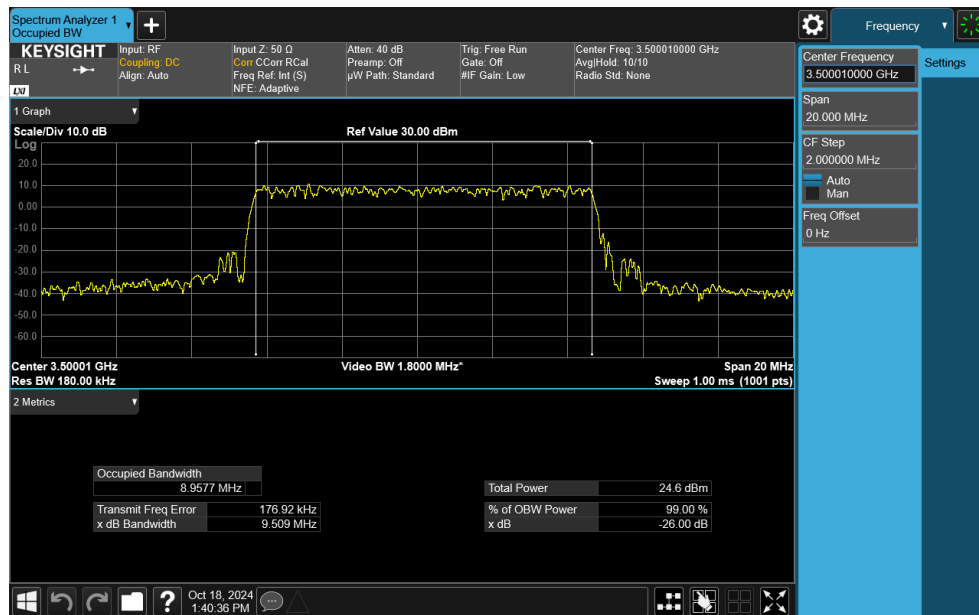 Spectrum Analyzer 1
Occupied BW
Frequency
KEYSIGHT
R L
LXI
Input: RF
Coupling: DC
Align: Auto
Input Z: 50 Ω
Corr CCorr RCal
Freq Ref: Int (S)
NFE: Adaptive
Atten: 40 dB
Preamp: Off
µW Path: Standard
Trig: Free Run
Gate: Off
#IF Gain: Low
Center Freq: 3.500010000 GHz
Avg|Hold: 10/10
Radio Std: None
Center Frequency
3.500010000 GHz
Settings
Span
20.000 MHz
CF Step
2.000000 MHz
Auto
Man
Freq Offset
0 Hz
1 Graph
Scale/Div 10.0 dB
Ref Value 30.00 dBm
Log
20.0
10.0
0.00
-10.0
-20.0
-30.0
-40.0
-50.0
-60.0
Center 3.50001 GHz
Video BW 1.8000 MHz*
Span 20 MHz
Res BW 180.00 kHz
Sweep 1.00 ms (1001 pts)
2 Metrics
Occupied Bandwidth
8.9577 MHz
Total Power 24.6 dBm
Transmit Freq Error 176.92 kHz
% of OBW Power 99.00 %
x dB Bandwidth 9.509 MHz
x dB -26.00 dB
?
Oct 18, 2024
1:40:36 PM